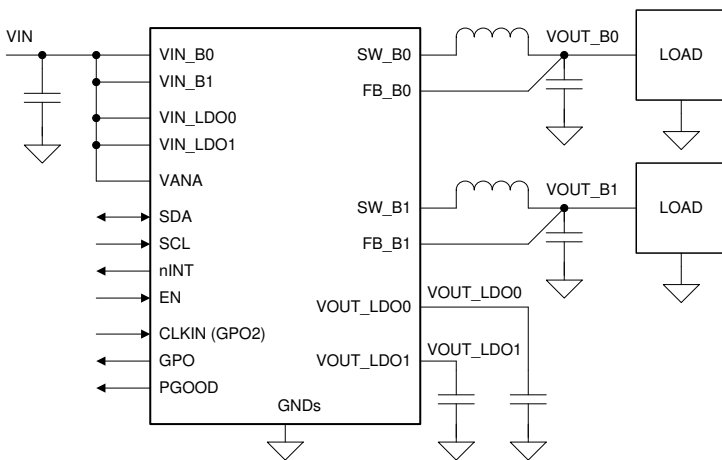 VIN
VIN_B0
VIN_B1
VIN_LDO0
VIN_LDO1
VANA
SDA
SCL
nINT
EN
CLKIN (GPO2)
GPO
PGOOD
GNDs
SW_B0
FB_B0
SW_B1
FB_B1
VOUT_LDO0
VOUT_LDO1
VOUT_B0
LOAD
VOUT_B1
LOAD
VOUT_LDO0
VOUT_LDO1